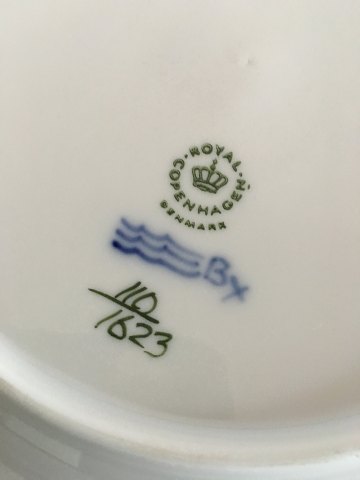 ROYAL
COPENHAGEN
DENMARK
Bx
110
1623